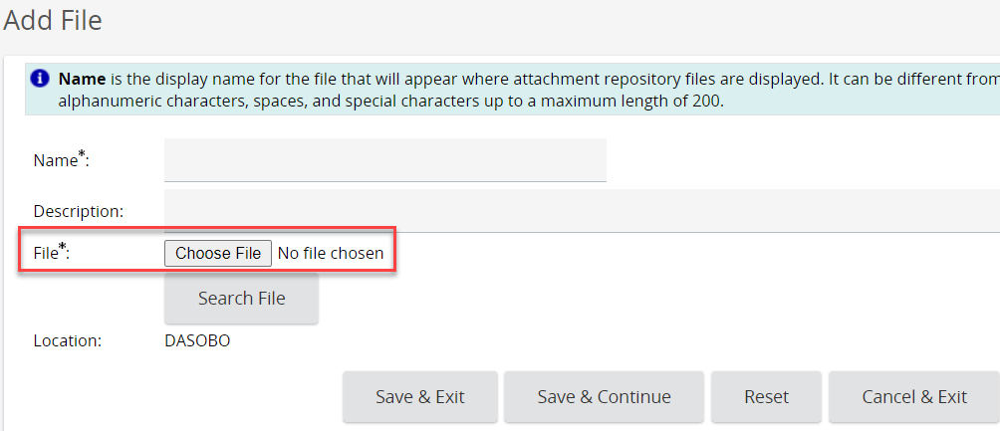 Add File
Name is the display name for the file that will appear where attachment repository files are displayed. It can be different from
alphanumeric characters, spaces, and special characters up to a maximum length of 200.
Name*:
Description:
File*: Choose File No file chosen
Search File
Location: DASOBO
Save & Exit Save & Continue Reset Cancel & Exit